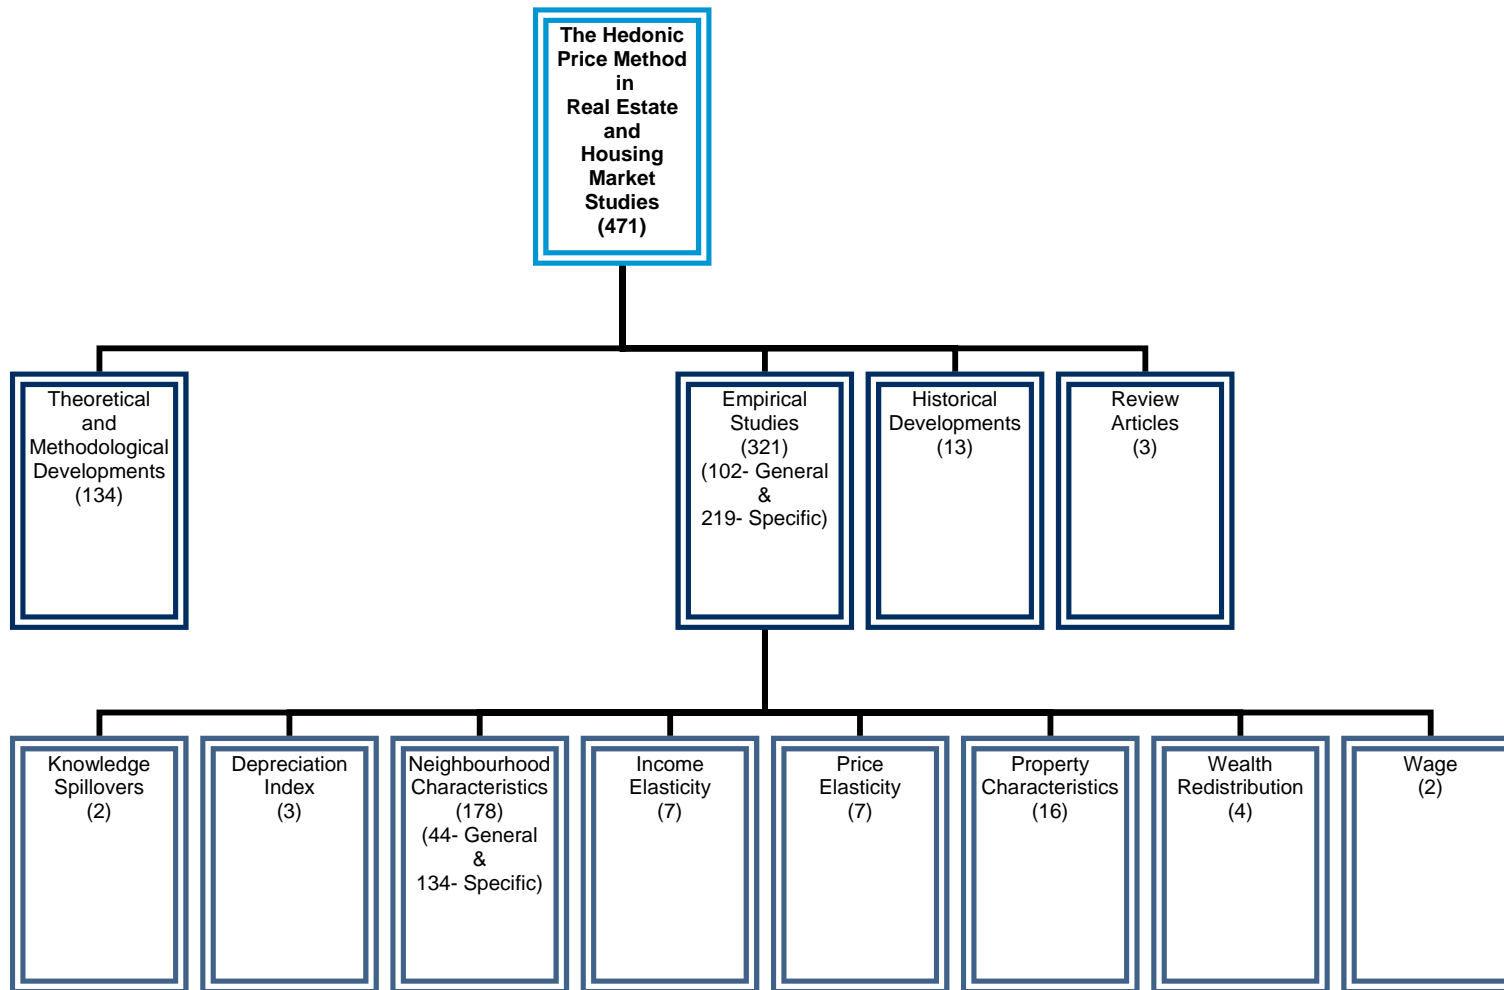 The Hedonic
Price Method
in
Real Estate
and
Housing
Market
Studies
(471)
Theoretical
and
Methodological
Developments
(134)
Empirical
Studies
(321)
(102- General
&
219- Specific)
Historical
Developments
(13)
Review
Articles
(3)
Knowledge
Spillovers
(2)
Depreciation
Index
(3)
Neighbourhood
Characteristics
(178)
(44- General
&
134- Specific)
Income
Elasticity
(7)
Price
Elasticity
(7)
Property
Characteristics
(16)
Wealth
Redistribution
(4)
Wage
(2)